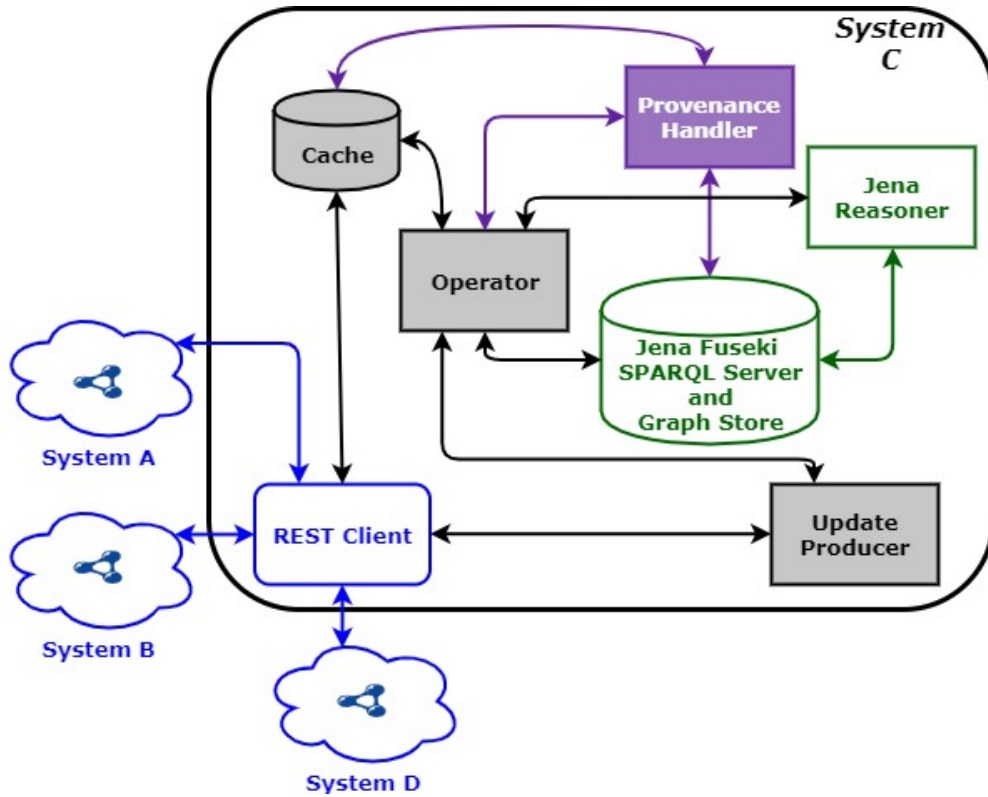 System
C
Provenance
Handler
Cache
Jena
Reasoner
Operator
Jena Fuseki
SPARQL Server
and
Graph Store
System A
REST Client
Update
Producer
System B
System D